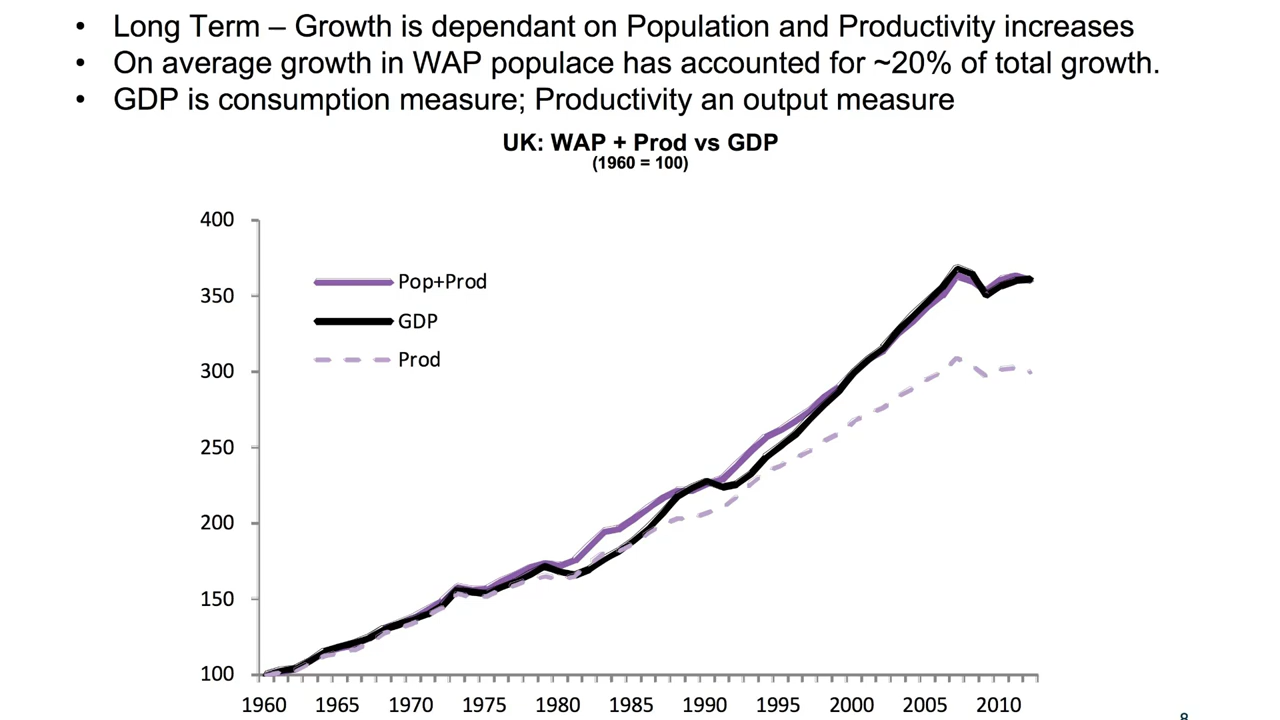 • Long Term – Growth is dependant on Population and Productivity increases
• On average growth in WAP populace has accounted for ~20% of total growth.
• GDP is consumption measure; Productivity an output measure
UK: WAP + Prod vs GDP
(1960 = 100)
400
350
300
250
200
150
100
Pop+Prod
GDP
Prod
1960 1965 1970 1975 1980 1985 1990 1995 2000 2005 2010
8